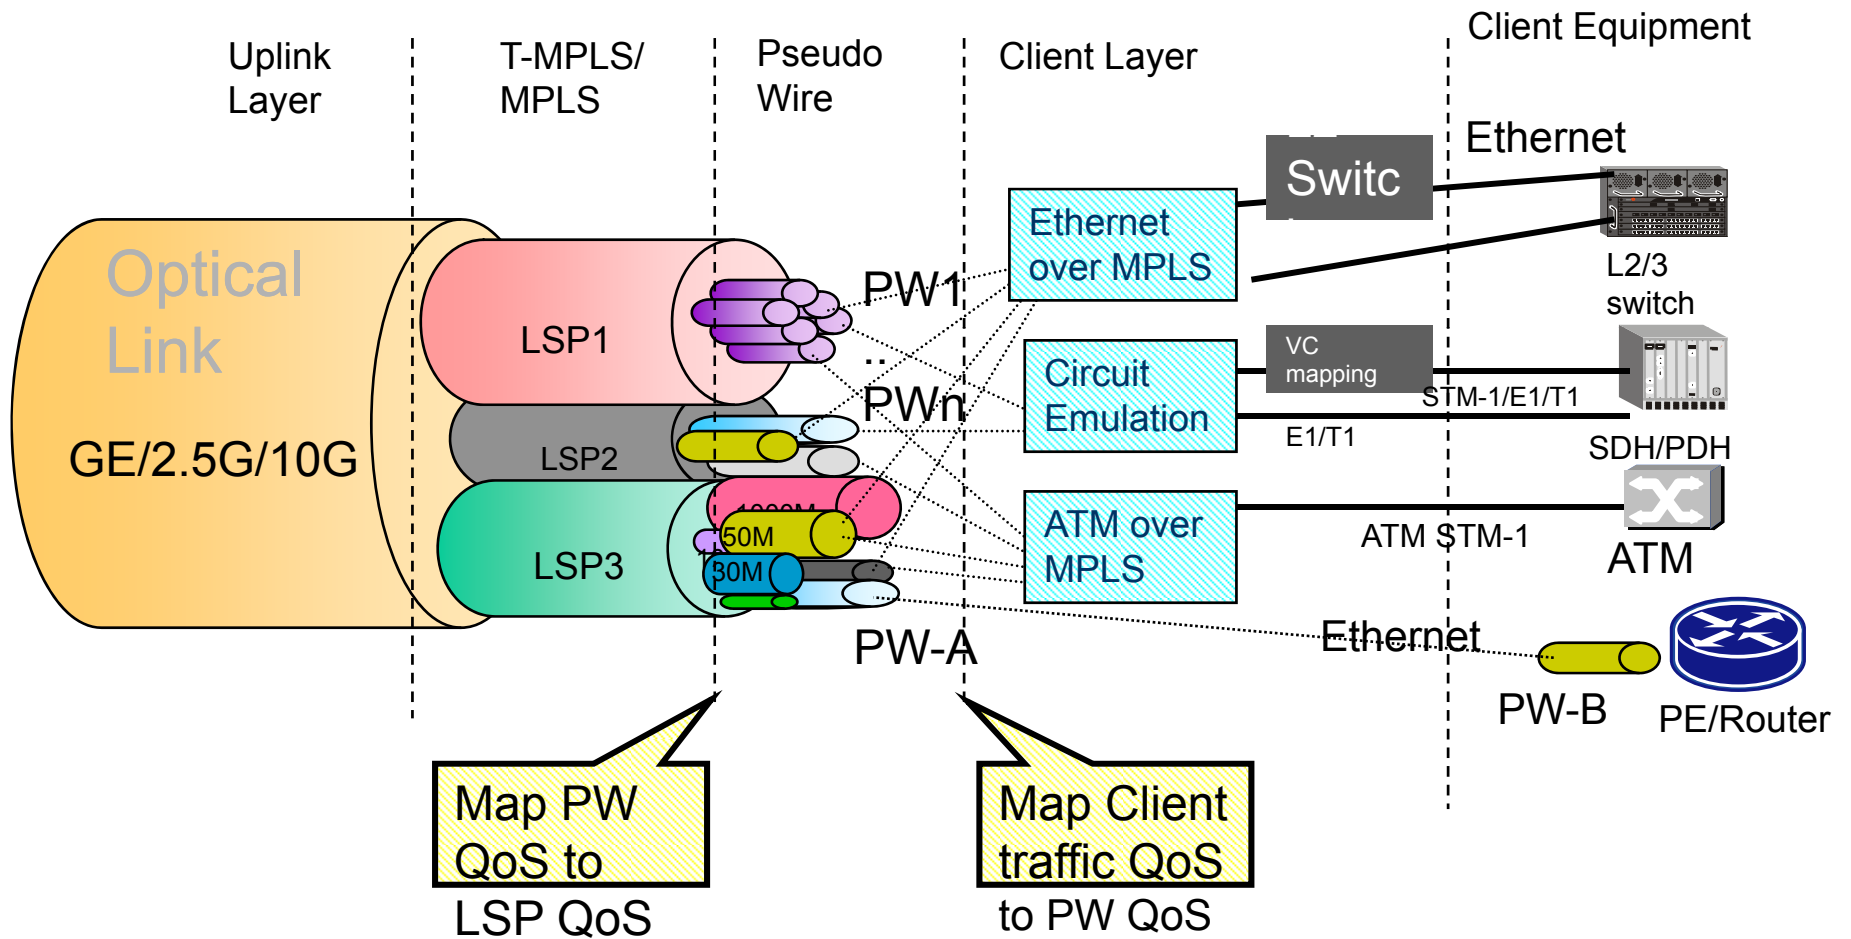 Uplink
Layer
T-MPLS/
MPLS
Pseudo
Wire
Client Layer
Client Equipment
Optical
Link
GE/2.5G/10G
LSP1
LSP2
LSP3
PW1
..
PWn
50M
30M
PW-A
Ethernet
over MPLS
Circuit
Emulation
ATM over
MPLS
Switc
VC
mapping
Ethernet
L2/3
switch
STM-1/E1/T1
E1/T1
SDH/PDH
ATM STM-1
ATM
Ethernet
PW-B
PE/Router
Map PW
QoS to
LSP QoS
Map Client
traffic QoS
to PW QoS